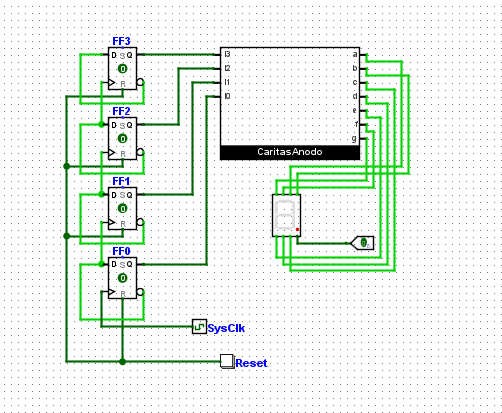 FF3
D S Q
0
R
I3
a
I2
b
I1
c
I0
d
e
f
g
CaritasAnodo
FF2
D S Q
0
R
FF1
D S Q
0
R
0
FF0
D S Q
0
R
SysClk
Reset